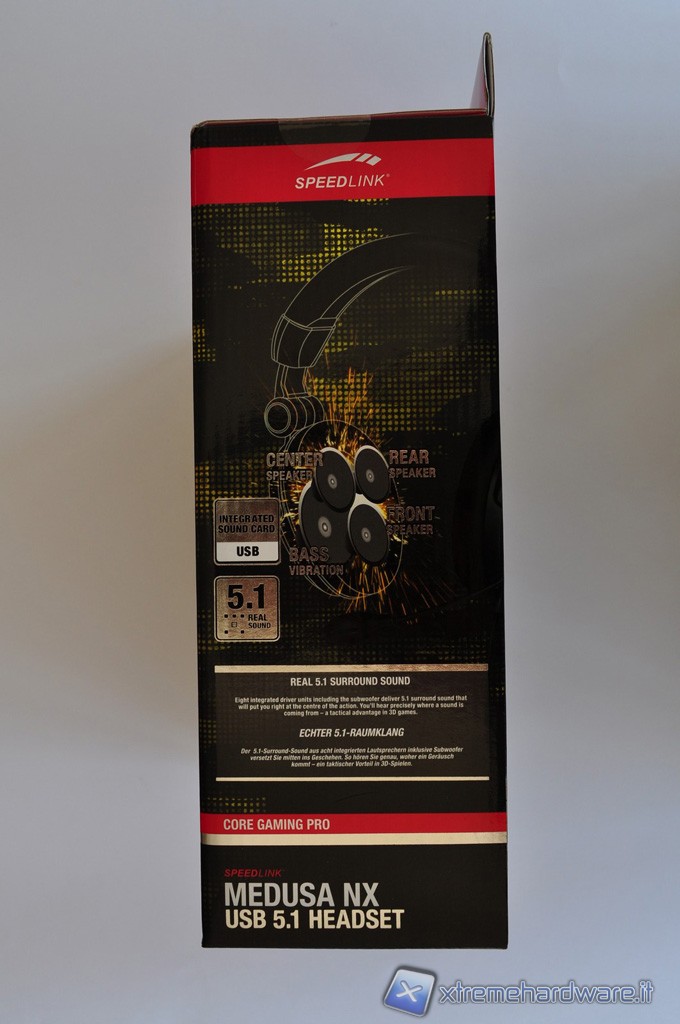 SPEEDLINK®
CENTER
SPEAKER
REAR
SPEAKER
FRONT
SPEAKER
BASS
VIBRATION
INTEGRATED
SOUND CARD
USB
5.1
REAL
SOUND
REAL 5.1 SURROUND SOUND
Eight integrated driver units including the subwoofer deliver 5.1 surround sound that
will put you right at the centre of the action. You'll hear precisely where a sound is
coming from – a tactical advantage in 3D games.
ECHTER 5.1-RAUMKLANG
Der 5.1-Surround-Sound aus acht integrierten Lautsprechern inklusive Subwoofer
versetzt Sie mitten ins Geschehen. So hören Sie genau, woher ein Geräusch
kommt – ein taktischer Vorteil in 3D-Spielen.
CORE GAMING PRO
SPEEDLINK®
MEDUSA NX
USB 5.1 HEADSET
xtremehardware.it